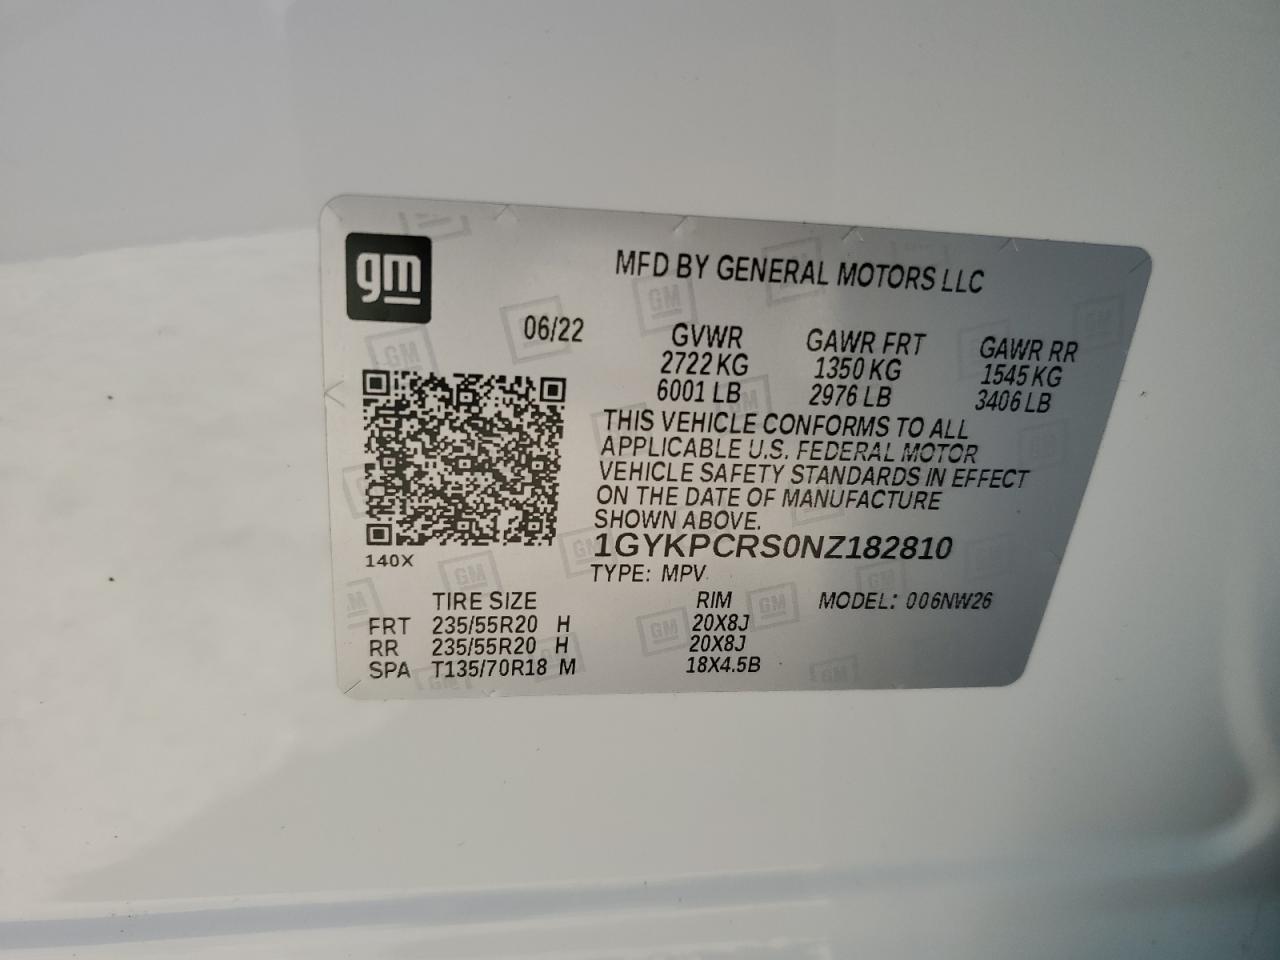 gm
MFD BY GENERAL MOTORS LLC
06/22 GVWR GAWR FRT GAWR RR
2722 KG 1350 KG 1545 KG
6001 LB 2976 LB 3406 LB
THIS VEHICLE CONFORMS TO ALL
APPLICABLE U.S. FEDERAL MOTOR
VEHICLE SAFETY STANDARDS IN EFFECT
ON THE DATE OF MANUFACTURE
SHOWN ABOVE.
1GYKPCRS0NZ182810
140X
TYPE: MPV
TIRE SIZE RIM MODEL: 006NW26
FRT 235/55R20 H 20X8J
RR 235/55R20 H 20X8J
SPA T135/70R18 M 18X4.5B